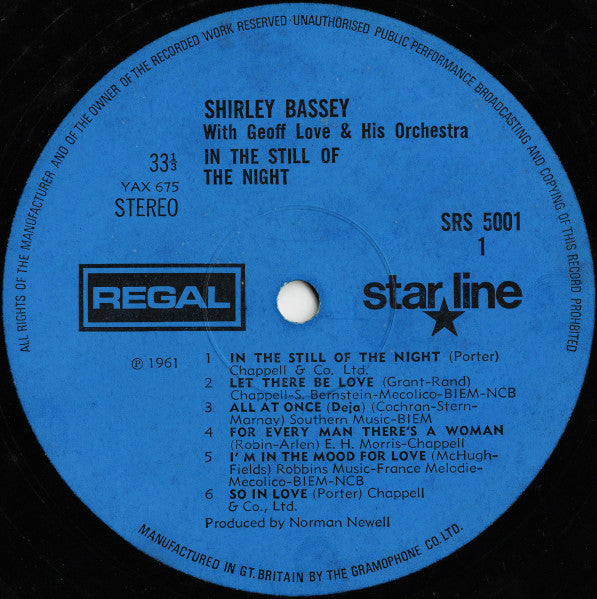 ALL RIGHTS OF THE MANUFACTURER AND OF THE OWNER OF THE RECORDED WORK RESERVED · UNAUTHORISED PUBLIC PERFORMANCE BROADCASTING AND COPYING OF THIS RECORD PROHIBITED
SHIRLEY BASSEY
With Geoff Love & His Orchestra
33⅓ IN THE STILL OF
YAX 675 THE NIGHT
STEREO
SRS 5001
1
REGAL
star line
℗ 1961
1 IN THE STILL OF THE NIGHT (Porter)
Chappell & Co. Ltd.
2 LET THERE BE LOVE (Grant-Rand)
Chappell-S. Bernstein-Mecolico-BIEM-NCB
3 ALL AT ONCE (Deja) (Cochran-Stern-
Marnay) Southern Music-BIEM
4 FOR EVERY MAN THERE'S A WOMAN
(Robin-Arlen) E. H. Morris-Chappell
5 I'M IN THE MOOD FOR LOVE (McHugh-
Fields) Robbins Music-France Melodie-
Mecolico-BIEM-NCB
6 SO IN LOVE (Porter) Chappell
& Co., Ltd.
Produced by Norman Newell
MANUFACTURED IN GT. BRITAIN BY THE GRAMOPHONE CO. LTD.